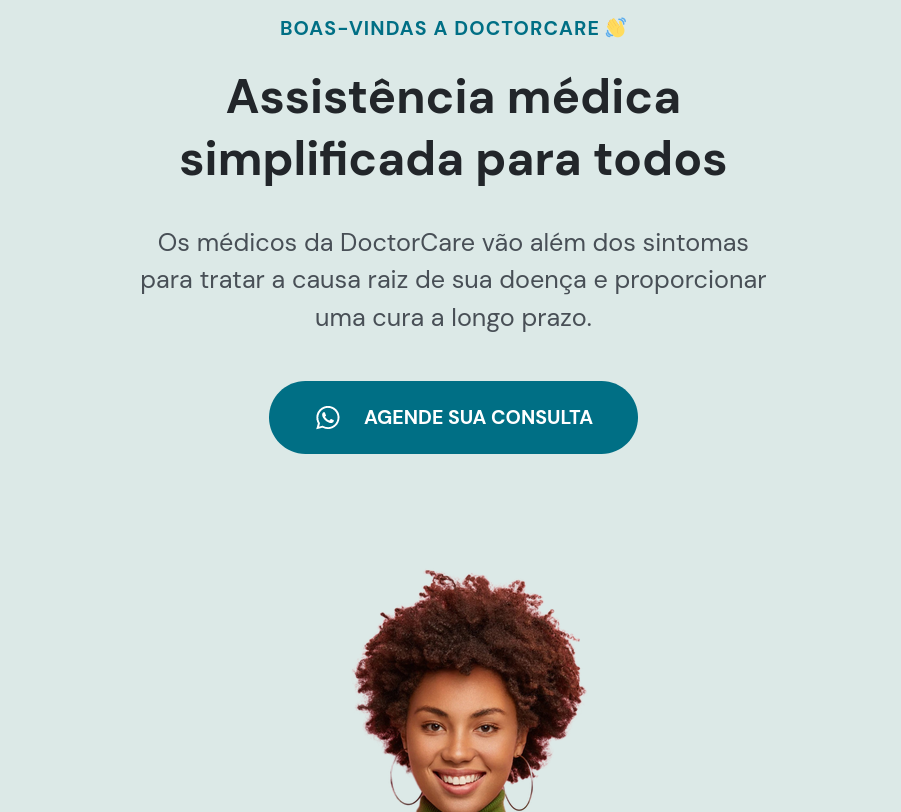 BOAS-VINDAS A DOCTORCARE 👋
Assistência médica
simplificada para todos
Os médicos da DoctorCare vão além dos sintomas
para tratar a causa raiz de sua doença e proporcionar
uma cura a longo prazo.
AGENDE SUA CONSULTA